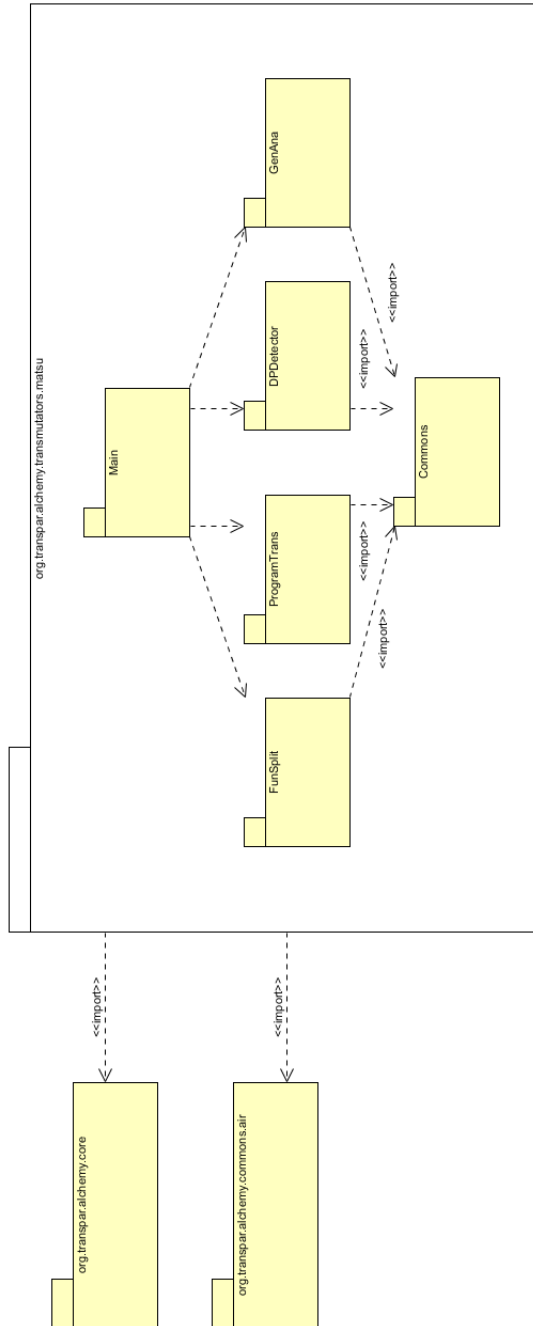 org.transpar.alchemy.transmutators.matsu
Main
FunSplit
ProgramTrans
DPDetector
GenAna
<<import>>
<<import>>
<<import>>
<<import>>
Commons
<<import>>
<<import>>
org.transpar.alchemy.core
org.transpar.alchemy.commons.air